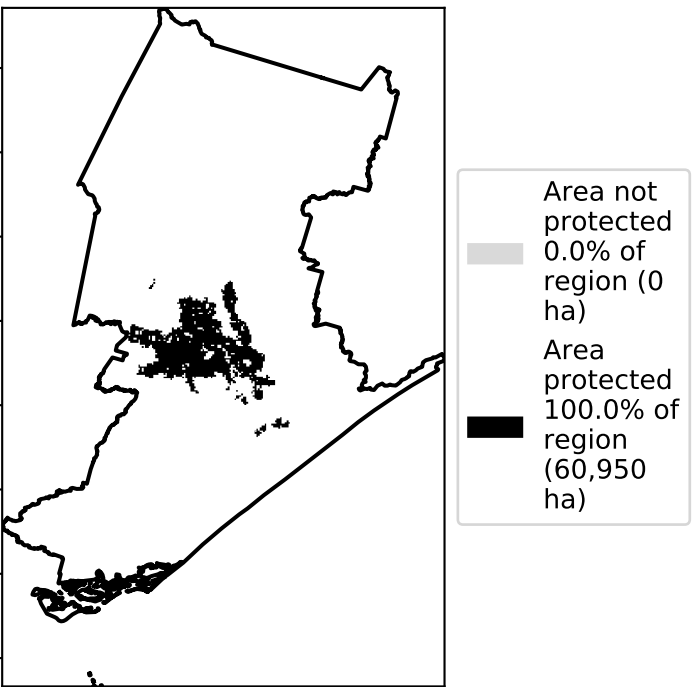 Area not
protected
0.0% of
region (0
ha)
Area
protected
100.0% of
region
(60,950
ha)